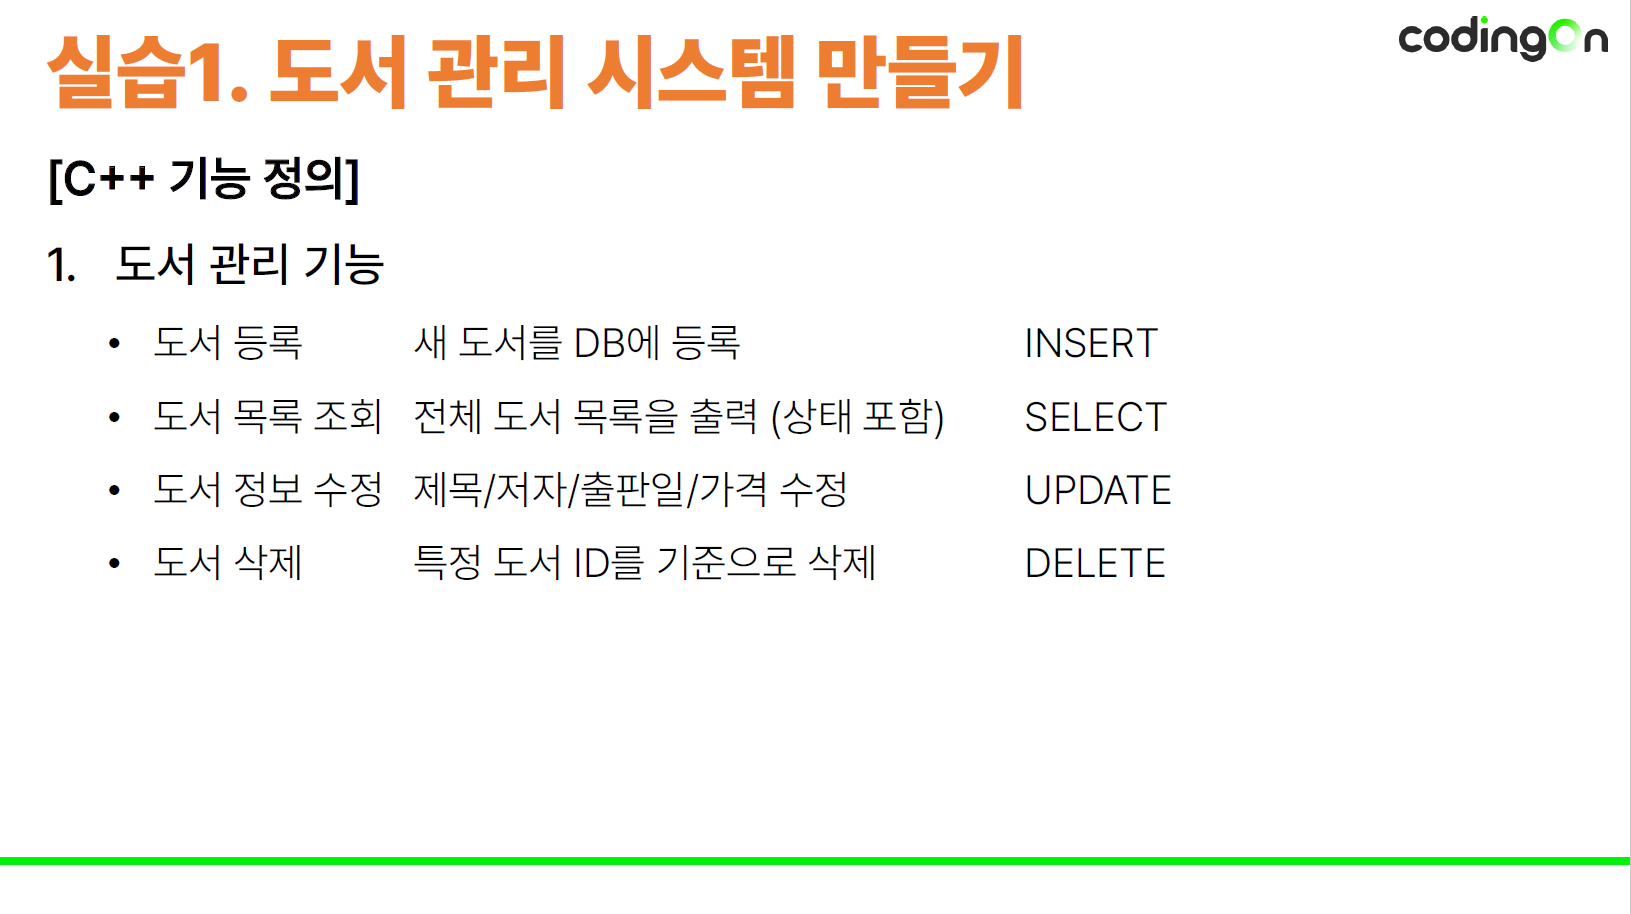 실습1. 도서 관리 시스템 만들기
codingOn
[C++ 기능 정의]
1. 도서 관리 기능
• 도서 등록 새 도서를 DB에 등록 INSERT
• 도서 목록 조회 전체 도서 목록을 출력 (상태 포함) SELECT
• 도서 정보 수정 제목/저자/출판일/가격 수정 UPDATE
• 도서 삭제 특정 도서 ID를 기준으로 삭제 DELETE